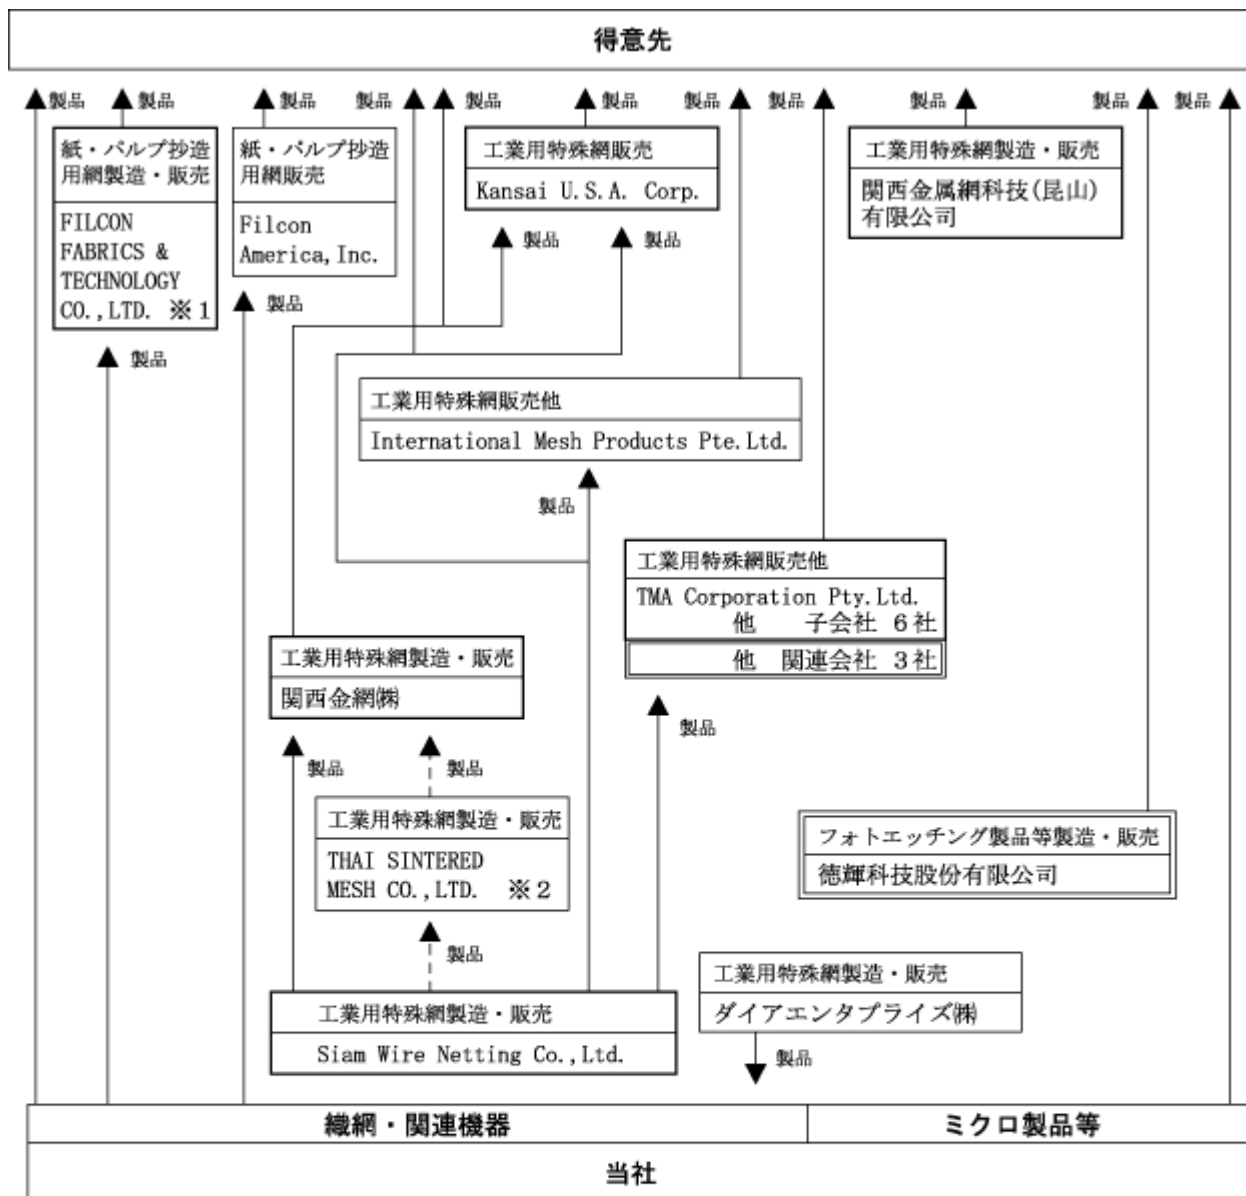 得意先
製品
製品
製品
製品
製品
製品
製品
製品
製品
製品
製品
紙・パルプ抄造
用網製造・販売
FILCON
FABRICS &
TECHNOLOGY
CO.,LTD. ※1
紙・パルプ抄造
用網販売
Filcon
America,Inc.
工業用特殊網販売
Kansai U.S.A. Corp.
工業用特殊網製造・販売
関西金属網科技(昆山)
有限公司
製品
製品
製品
製品
工業用特殊網販売他
International Mesh Products Pte.Ltd.
製品
工業用特殊網販売他
TMA Corporation Pty.Ltd.
他 子会社 6社
他 関連会社 3社
工業用特殊網製造・販売
関西金網㈱
製品
製品
製品
工業用特殊網製造・販売
THAI SINTERED
MESH CO.,LTD. ※2
フォトエッチング製品等製造・販売
徳輝科技股份有限公司
製品
工業用特殊網製造・販売
ダイアエンタプライズ㈱
工業用特殊網製造・販売
Siam Wire Netting Co.,Ltd.
製品
織網・関連機器
ミクロ製品等
当社